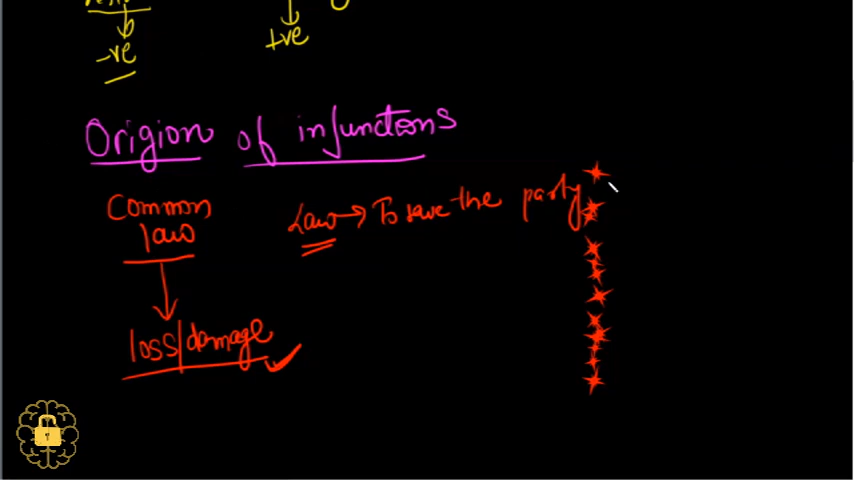 -ve
+ve
Origion of injunctions
Common
law
Law → To save the party
loss/damage